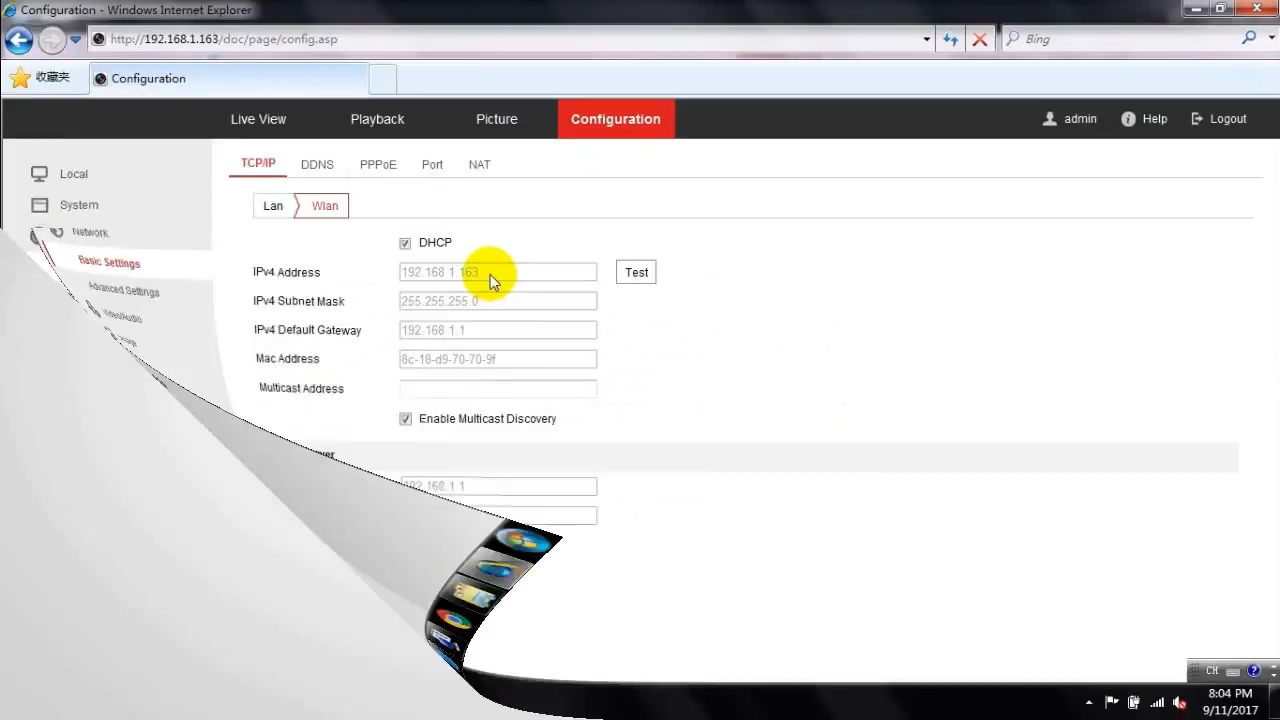 Configuration - Windows Internet Explorer
http://192.168.1.163/doc/page/config.asp
Bing
收藏夹
Configuration
Live View
Playback
Picture
Configuration
admin
Help
Logout
Local
System
Network
Basic Settings
Advanced Settings
Video/Audio
TCP/IP
DDNS
PPPoE
Port
NAT
Lan
Wlan
DHCP
IPv4 Address
192.168.1.163
Test
IPv4 Subnet Mask
255.255.255.0
IPv4 Default Gateway
192.168.1.1
Mac Address
8c-18-d9-70-70-9f
Multicast Address
Enable Multicast Discovery
192.168.1.1
CH
8:04 PM
9/11/2017